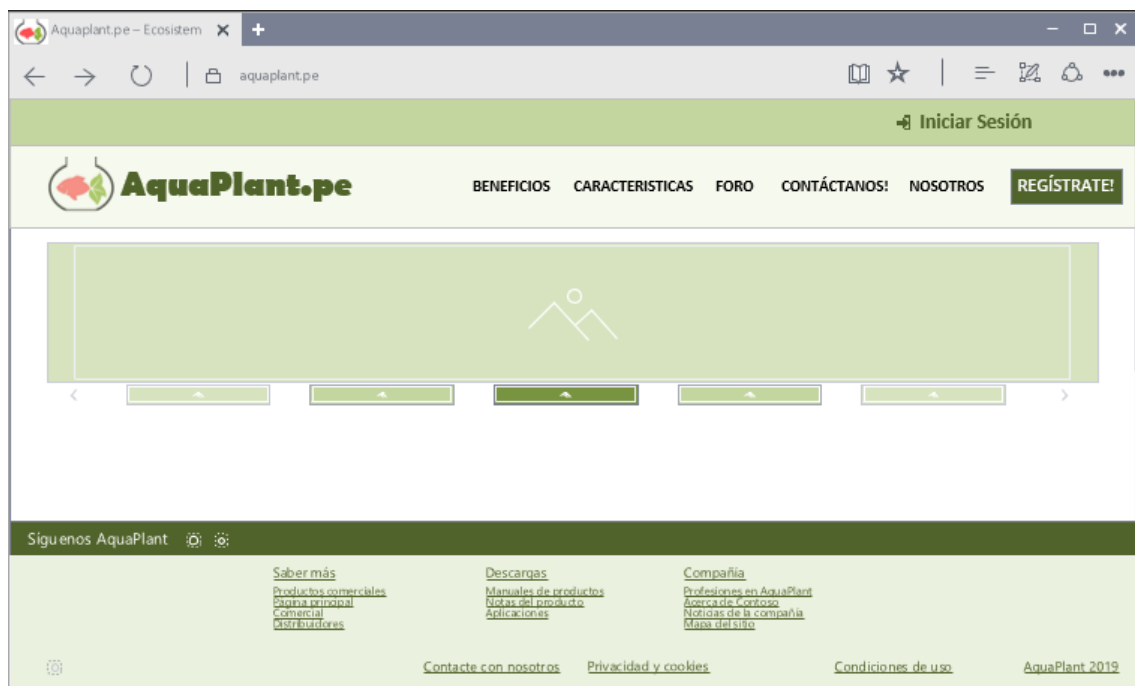 Aquaplant.pe – Ecosistem
aquaplant.pe
Iniciar Sesión
AquaPlant.pe
BENEFICIOS CARACTERISTICAS FORO CONTÁCTANOS! NOSOTROS REGÍSTRATE!
Síguenos AquaPlant
Saber más Descargas Compañía
Productos comerciales Manuales de productos Profesiones en AquaPlant
Página principal Notas del producto Acerca de Contoso
Comercial Aplicaciones Noticias de la compañía
Distribuidores Mapa del sitio
Contacte con nosotros Privacidad y cookies Condiciones de uso AquaPlant 2019